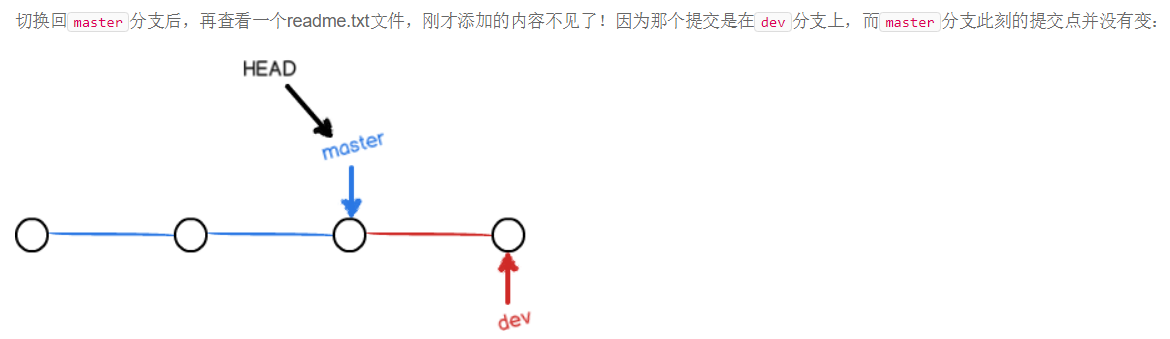 切换回master分支后，再查看一个readme.txt文件，刚才添加的内容不见了！因为那个提交是在dev分支上，而master分支此刻的提交点并没有变：
HEAD
master
dev